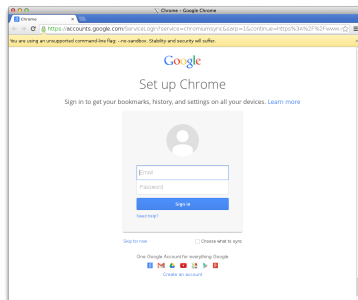 Chrome - Google Chrome
Chrome
https://accounts.google.com/ServiceLogin?service=chromiumsync&sarp=1&continue=https%3A%2F%2Fwww.
You are using an unsupported command-line flag: --no-sandbox. Stability and security will suffer.
Google
Set up Chrome
Sign in to get your bookmarks, history, and settings on all your devices. Learn more
Email
Password
Sign in
Need help?
Skip for now
Choose what to sync
One Google Account for everything Google
Create an account